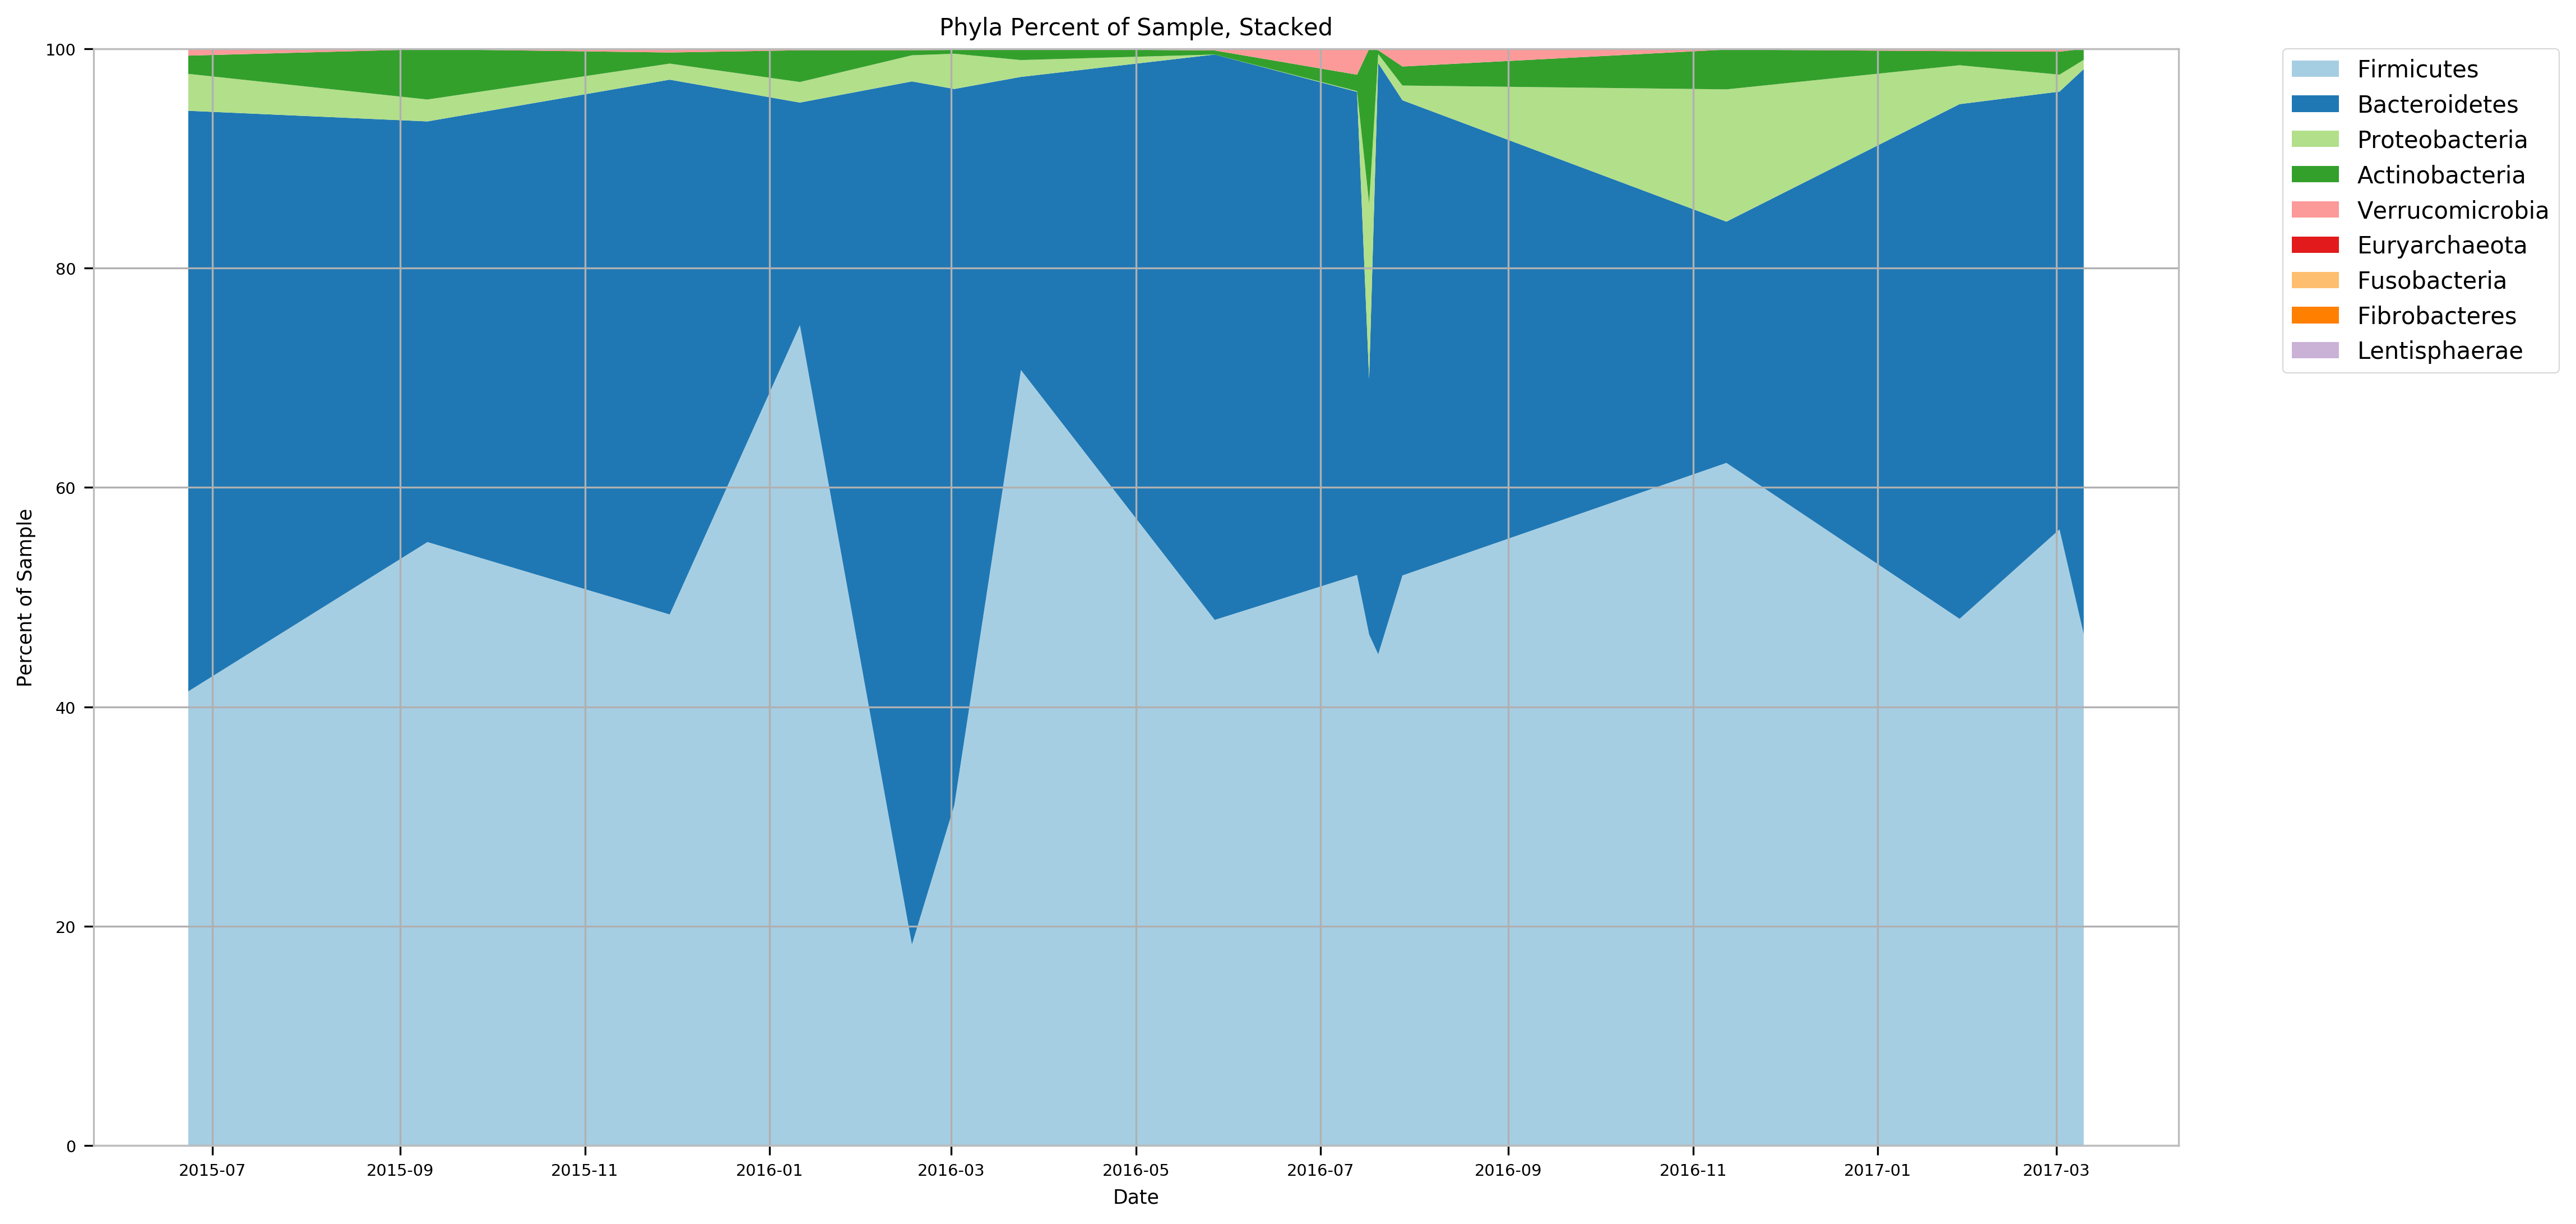 Phyla Percent of Sample, Stacked
100
80
60
40
20
0
Percent of Sample
2015-07
2015-09
2015-11
2016-01
2016-03
2016-05
2016-07
2016-09
2016-11
2017-01
2017-03
Date
Firmicutes
Bacteroidetes
Proteobacteria
Actinobacteria
Verrucomicrobia
Euryarchaeota
Fusobacteria
Fibrobacteres
Lentisphaerae